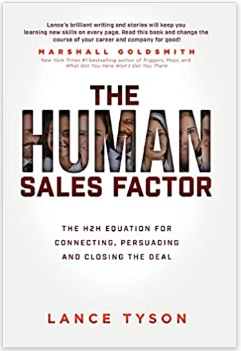 Lance's brilliant writing and stories will keep you
learning new skills on every page. Read this book and change the
course of your career and company for good!
MARSHALL GOLDSMITH
New York Times #1 bestselling author of Triggers, Mojo, and
What Got You Here Won't Get You There
THE
HUMAN
SALES FACTOR
THE H2H EQUATION FOR
CONNECTING, PERSUADING
AND CLOSING THE DEAL
LANCE TYSON